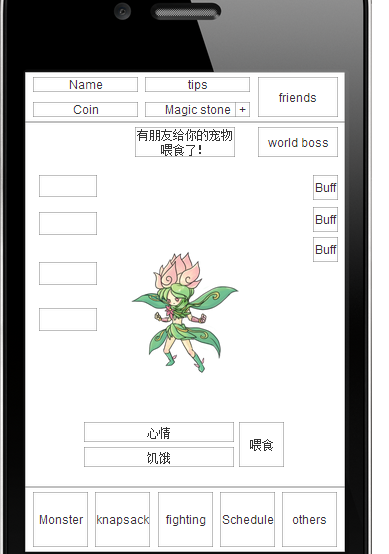 Name
tips
friends
Coin
Magic stone
+
有朋友给你的宠物
喂食了!
world boss
Buff
Buff
Buff
心情
饥饿
喂食
Monster
knapsack
fighting
Schedule
others